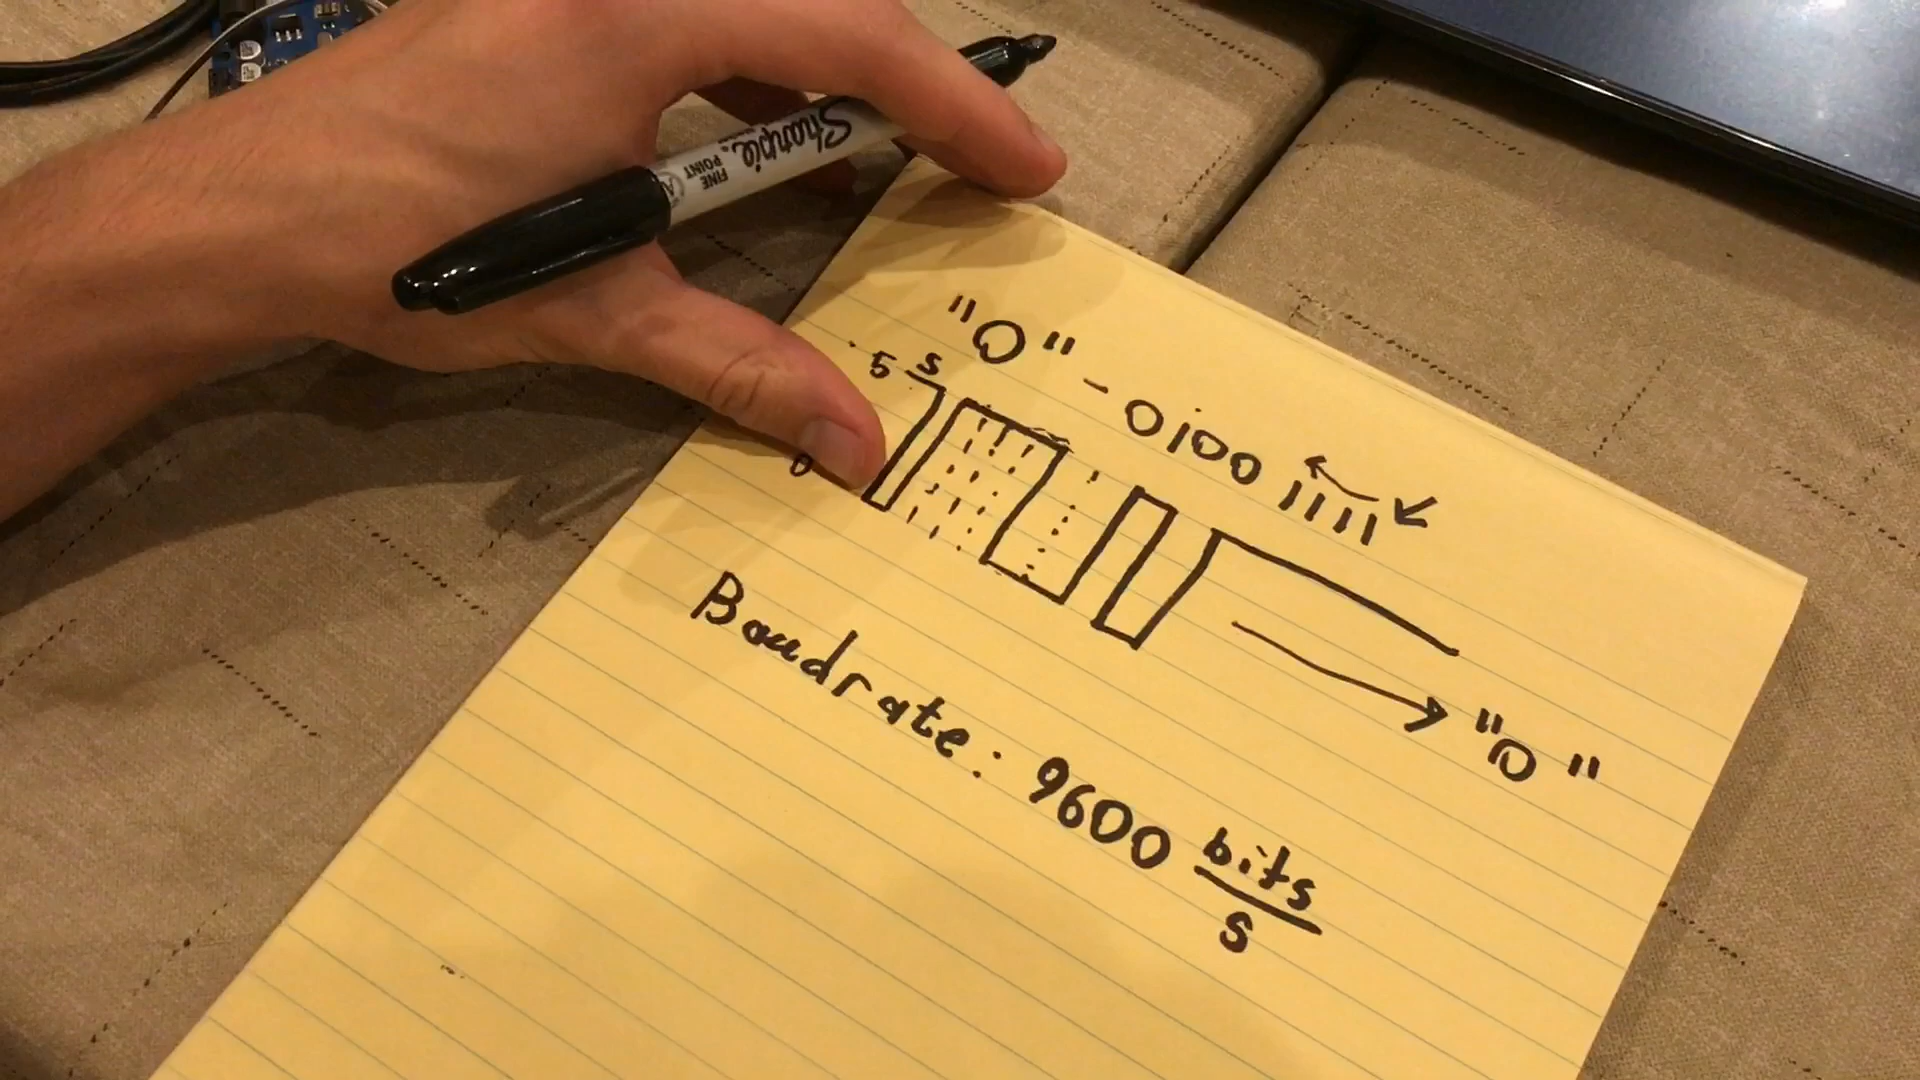 Sharpie.
FINE
POINT
"O" - 0100 1111
5 s
0
"O"
Baudrate: 9600 bits
s